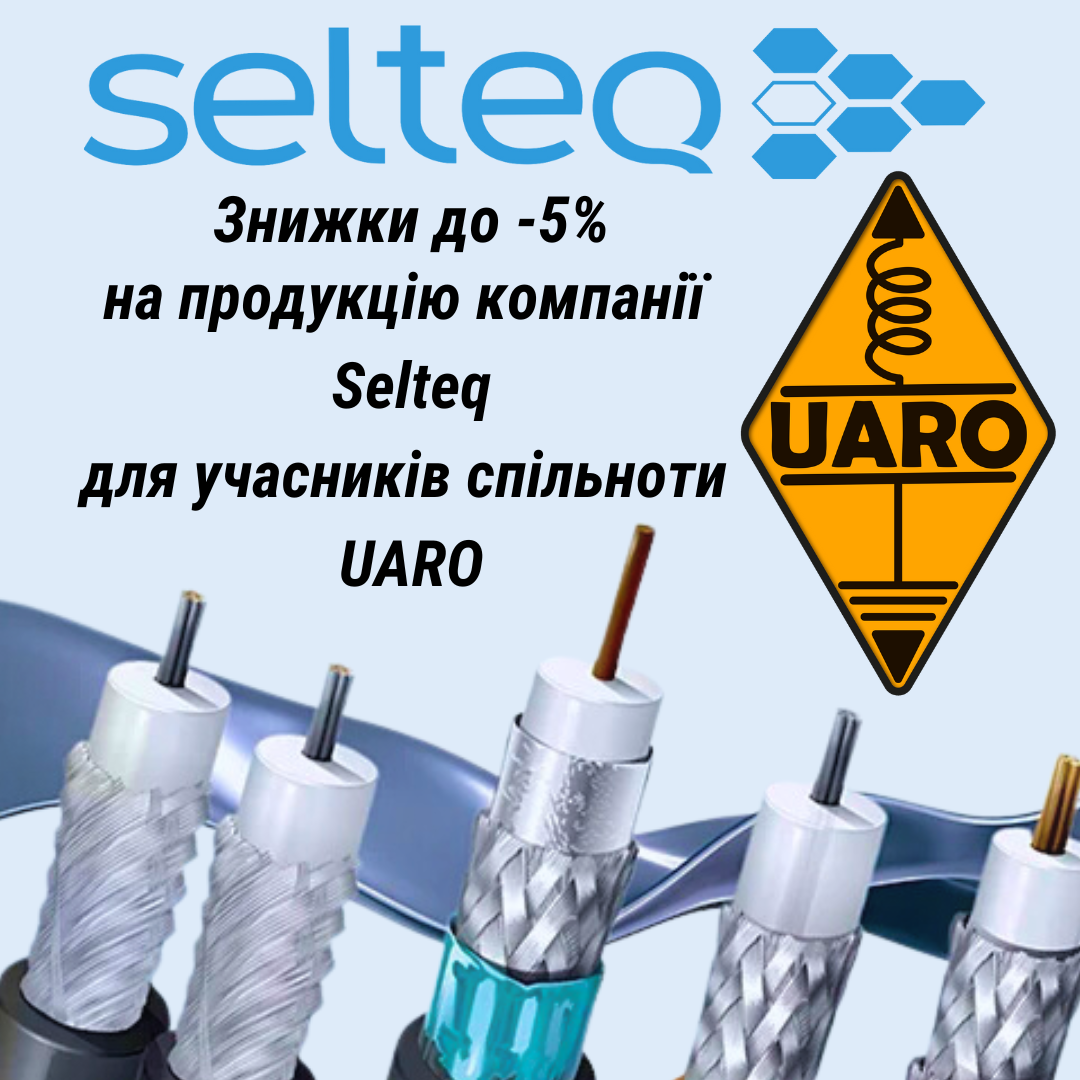 selteq
Знижки до -5%
на продукцію компанії
Selteq
для учасників спільноти
UARO
UARO